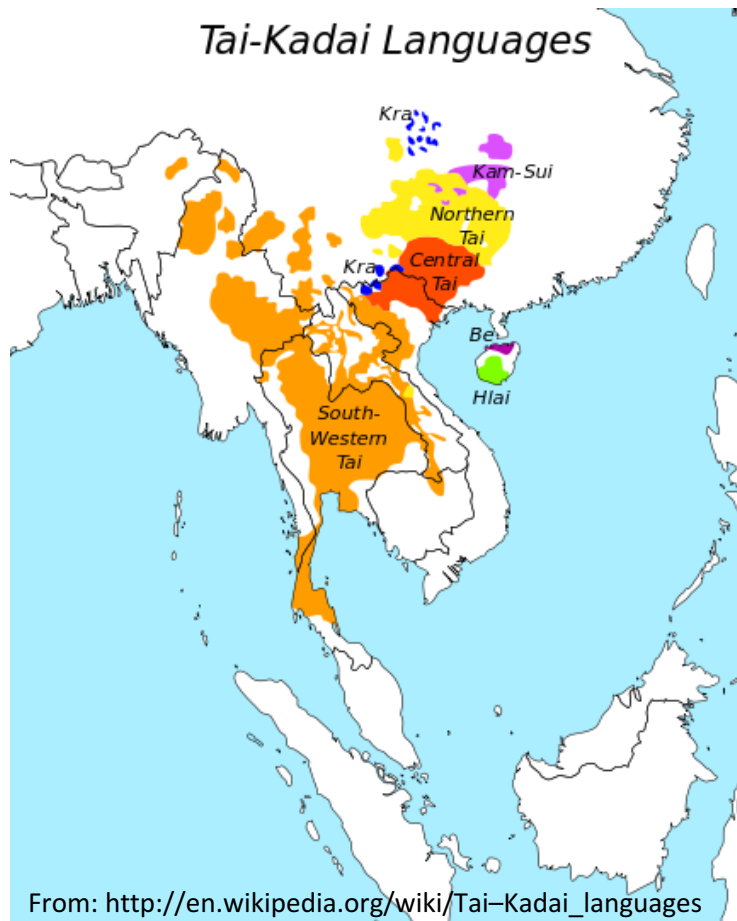 Tai-Kadai Languages
Kra
Kam-Sui
Northern
Tai
Central
Tai
Kra
Be
Hlai
South-
Western
Tai
From: http://en.wikipedia.org/wiki/Tai–Kadai_languages